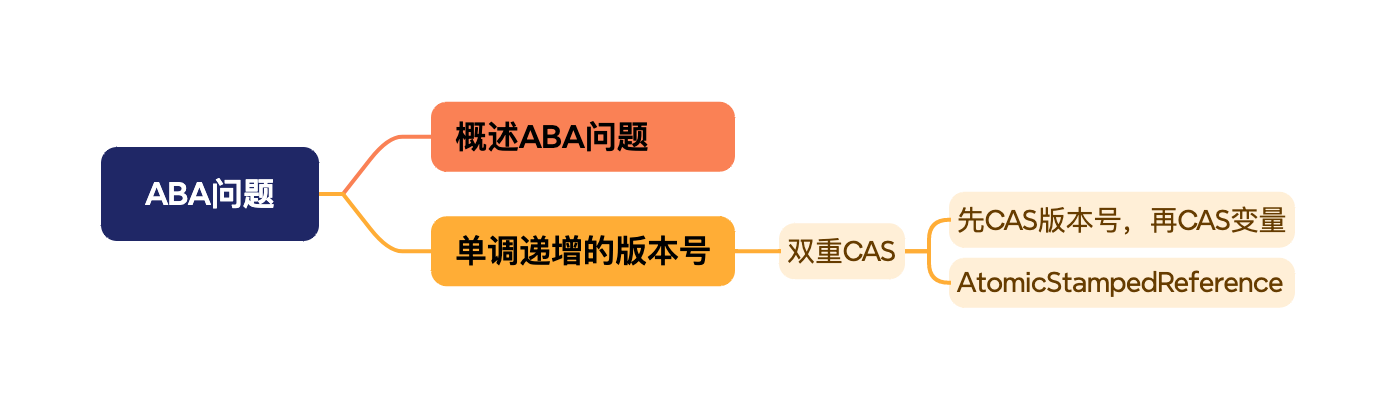 ABA问题
概述ABA问题
单调递增的版本号
双重CAS
先CAS版本号，再CAS变量
AtomicStampedReference